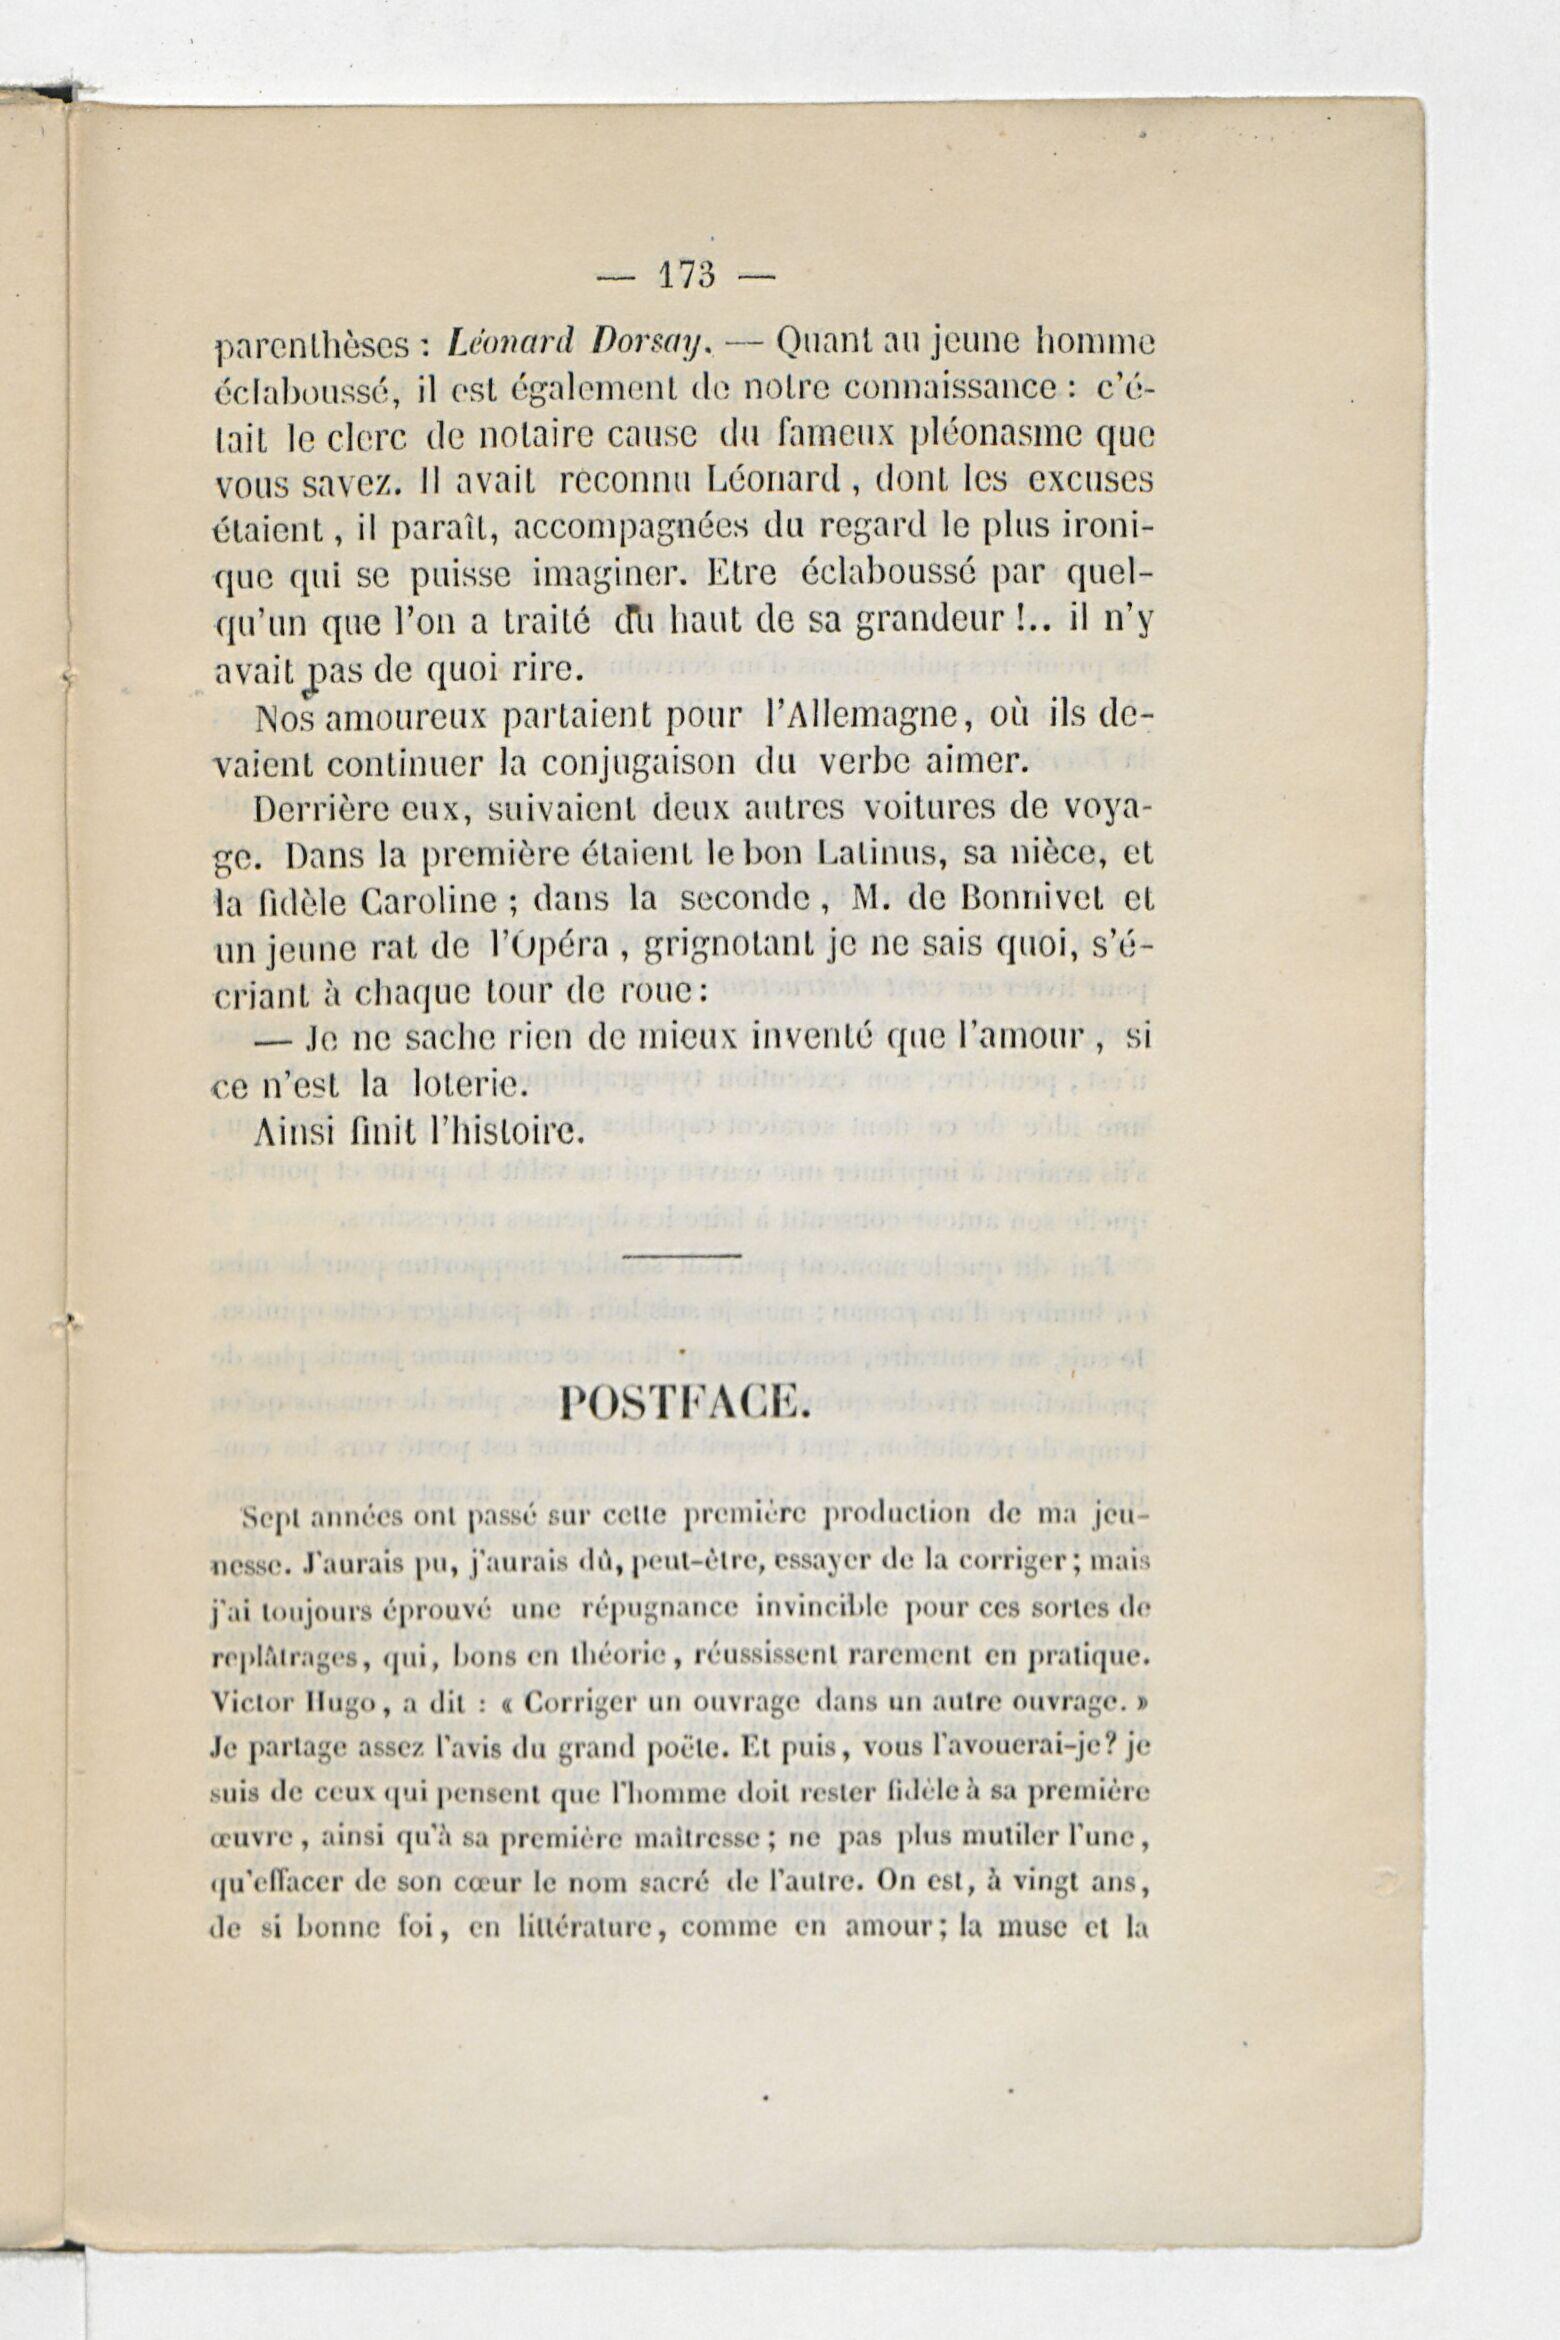 — 173 —
parenthèses : Léonard Dorsay. — Quant au jeune homme
éclaboussé, il est également de notre connaissance : c'é-
tait le clerc de notaire cause du fameux pléonasme que
vous savez. Il avait reconnu Léonard, dont les excuses
étaient, il paraît, accompagnées du regard le plus ironi-
que qui se puisse imaginer. Etre éclaboussé par quel-
qu'un que l'on a traité du haut de sa grandeur !.. il n'y
avait pas de quoi rire.
Nos amoureux partaient pour l'Allemagne, où ils de-
vaient continuer la conjugaison du verbe aimer.
Derrière eux, suivaient deux autres voitures de voya-
ge. Dans la première étaient le bon Latinus, sa nièce, et
la fidèle Caroline ; dans la seconde, M. de Bonnivet et
un jeune rat de l'Opéra, grignotant je ne sais quoi, s'é-
criant à chaque tour de roue :
— Je ne sache rien de mieux inventé que l'amour, si
ce n'est la loterie.
Ainsi finit l'histoire.
POSTFACE.
Sept années ont passé sur cette première production de ma jeu-
nesse. J'aurais pu, j'aurais dû, peut-être, essayer de la corriger ; mais
j'ai toujours éprouvé une répugnance invincible pour ces sortes de
replâtrages, qui, bons en théorie, réussissent rarement en pratique.
Victor Hugo, a dit : « Corriger un ouvrage dans un autre ouvrage. »
Je partage assez l'avis du grand poëte. Et puis, vous l'avouerai-je? je
suis de ceux qui pensent que l'homme doit rester fidèle à sa première
œuvre, ainsi qu'à sa première maîtresse ; ne pas plus mutiler l'une,
qu'effacer de son cœur le nom sacré de l'autre. On est, à vingt ans,
de si bonne foi, en littérature, comme en amour ; la muse et la